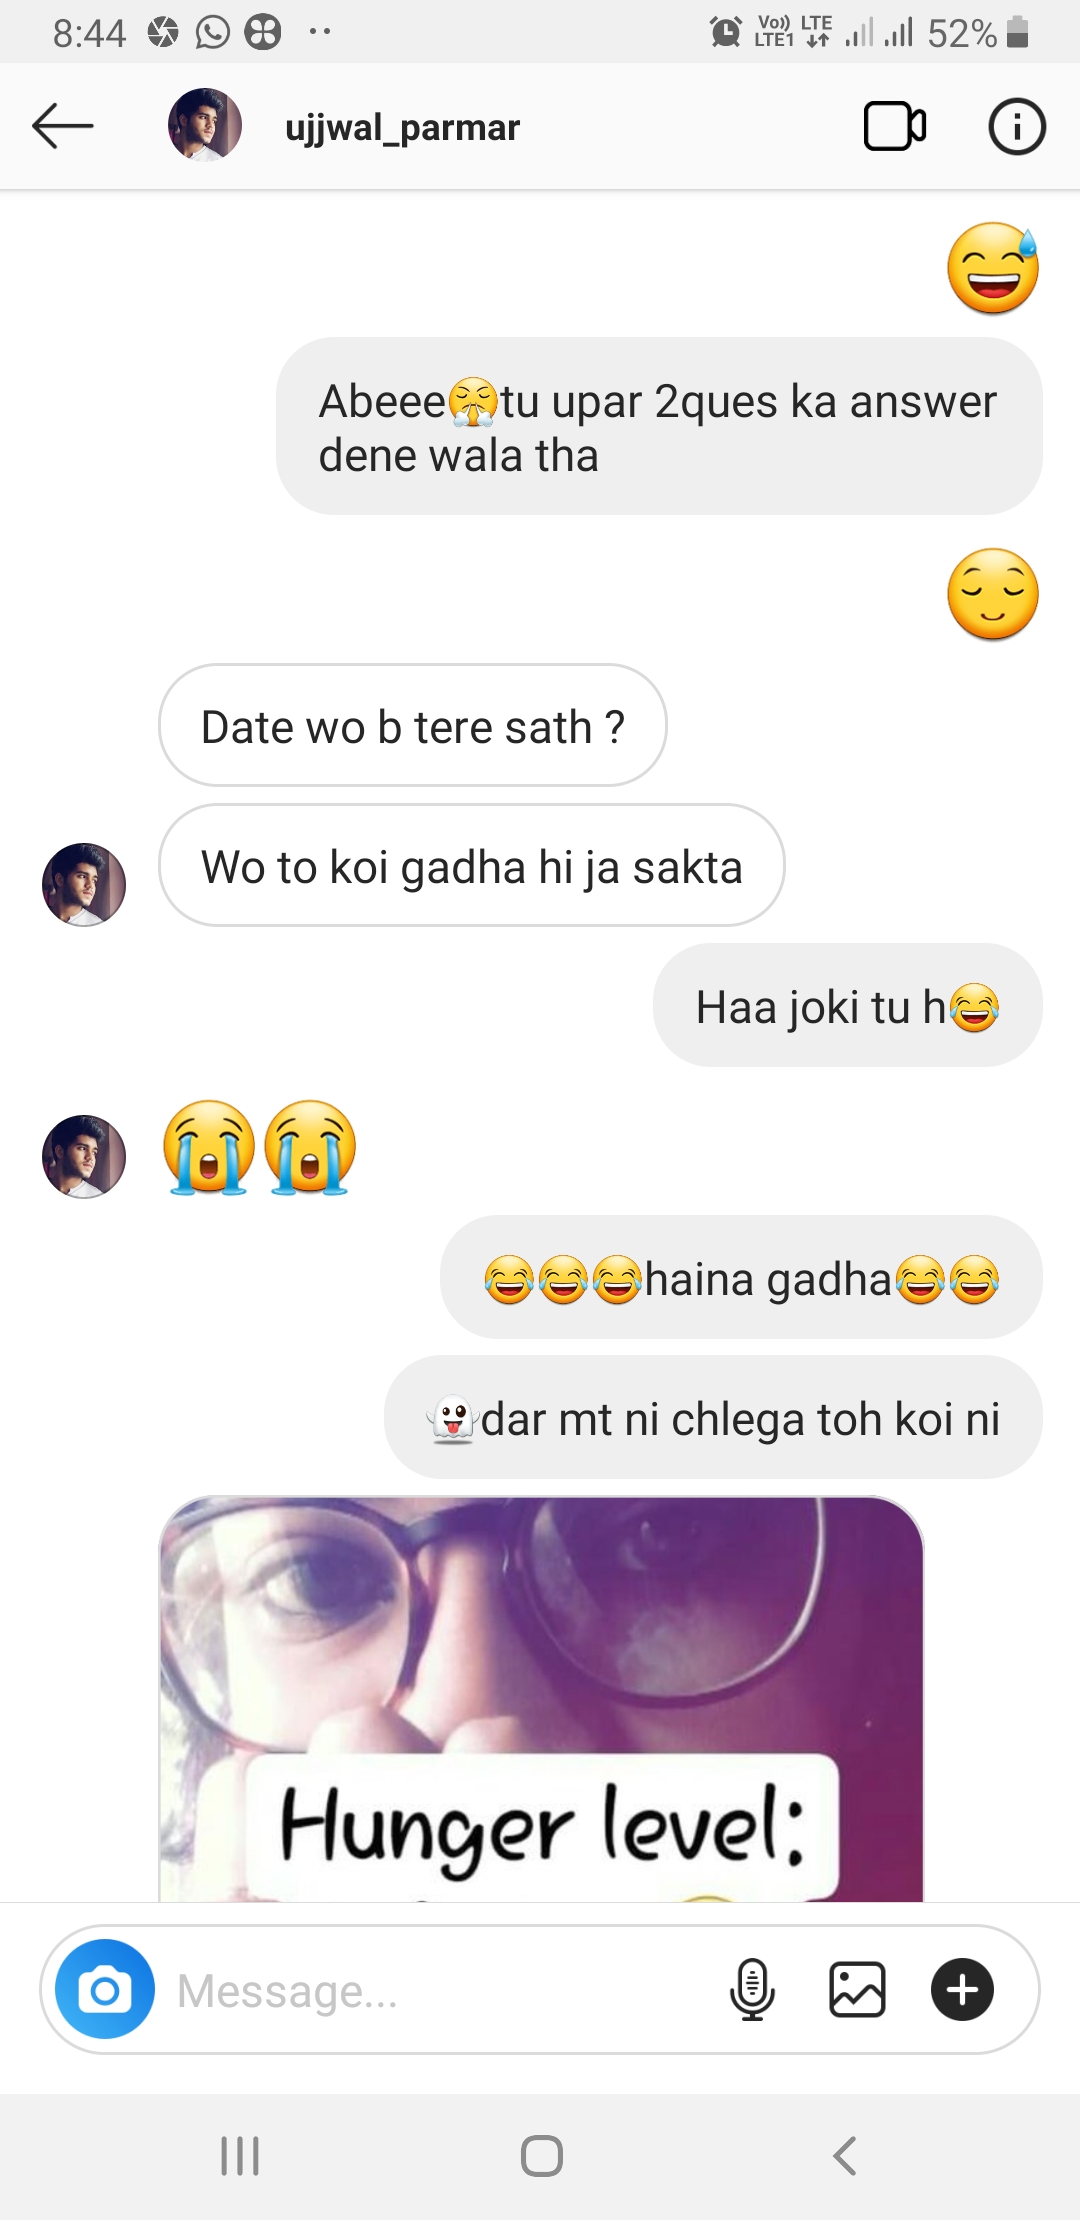 8:44
Vo)) LTE
LTE1
52%
ujjwal_parmar
😅
Abeee😤tu upar 2ques ka answer
dene wala tha
😌
Date wo b tere sath ?
Wo to koi gadha hi ja sakta
Haa joki tu h😂
😭😭
😂😂😂haina gadha😂😂
👻dar mt ni chlega toh koi ni
Hunger level:
Message...